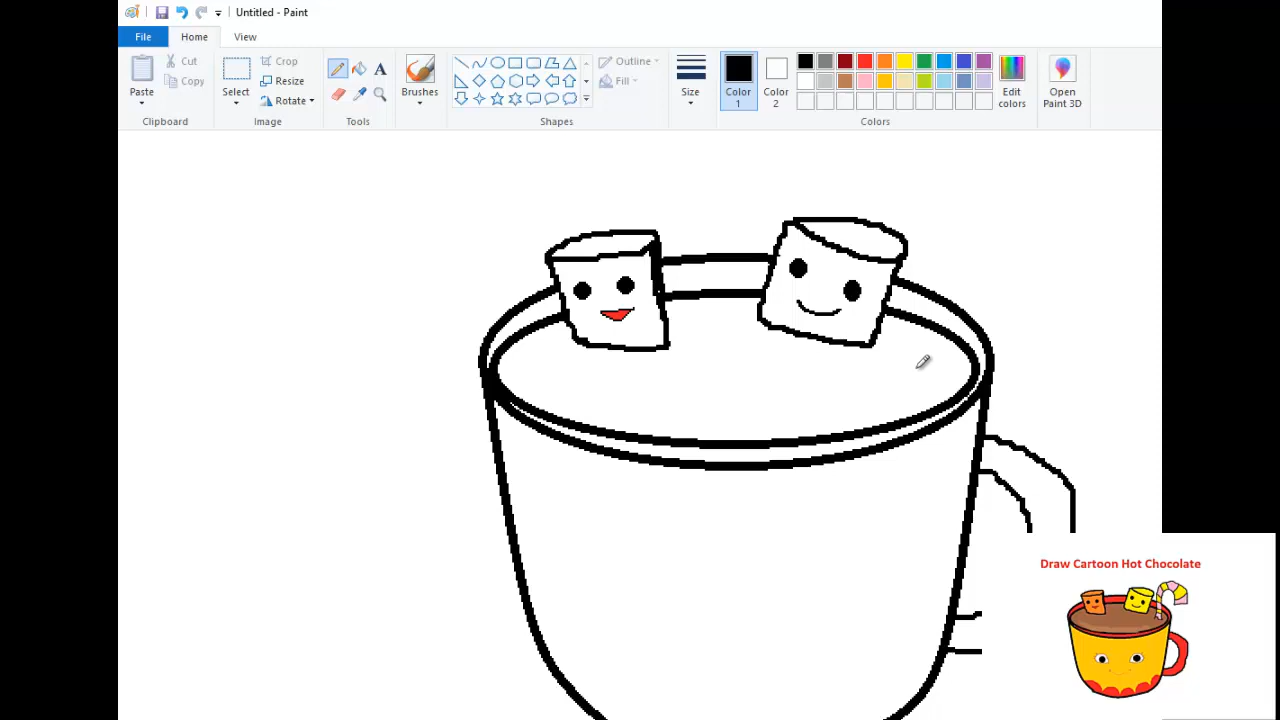 Untitled - Paint
File Home View
Paste
Cut
Copy
Clipboard
Select
Crop
Resize
Rotate
Image
Tools
Brushes
Outline
Fill
Shapes
Size
Color
1
Color
2
Edit
colors
Colors
Open
Paint 3D
Draw Cartoon Hot Chocolate